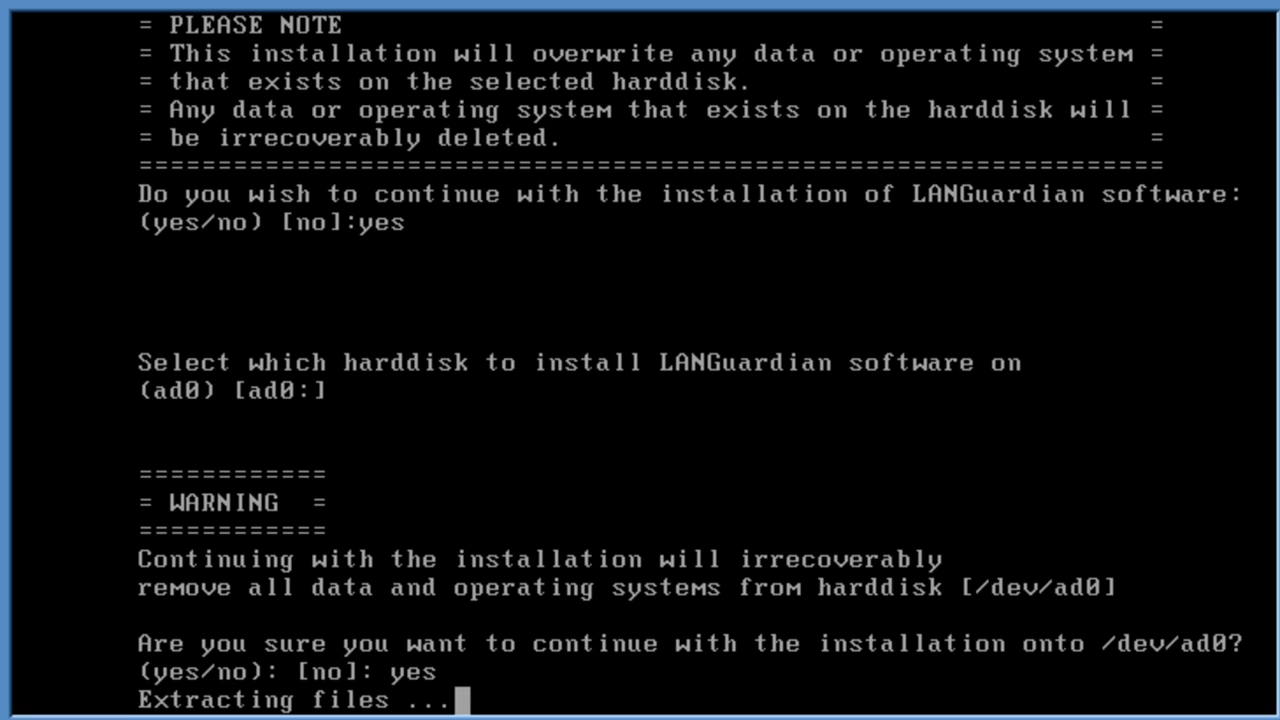 = PLEASE NOTE =
= This installation will overwrite any data or operating system =
= that exists on the selected harddisk. =
= Any data or operating system that exists on the harddisk will =
= be irrecoverably deleted. =
=================================================================
Do you wish to continue with the installation of LANGuardian software:
(yes/no) [no]:yes
Select which harddisk to install LANGuardian software on
(ad0) [ad0:]
============
= WARNING  =
============
Continuing with the installation will irrecoverably
remove all data and operating systems from harddisk [/dev/ad0]
Are you sure you want to continue with the installation onto /dev/ad0?
(yes/no): [no]: yes
Extracting files ...